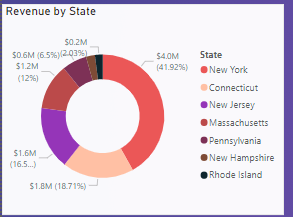 Revenue by State
$0.2M
(2.03%)
$0.6M (6.5%)
$1.2M
(12%)
$1.6M
(16.5...)
$1.8M (18.71%)
$4.0M
(41.92%)
State
New York
Connecticut
New Jersey
Massachusetts
Pennsylvania
New Hampshire
Rhode Island